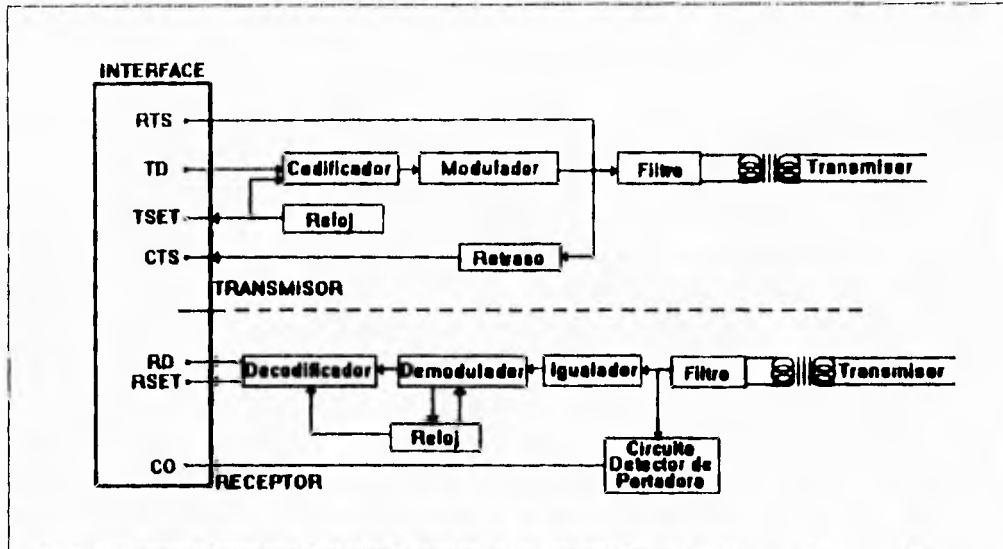 INTERFACE
RTS
TD
Codificador
Modulador
Filtro
Transmisor
TSET
Reloj
CTS
Retraso
TRANSMISOR
RD
RSET
Decodificador
Demodulador
Igualador
Filtro
Transmisor
Reloj
CO
Circuito
Detector de
Portadora
RECEPTOR